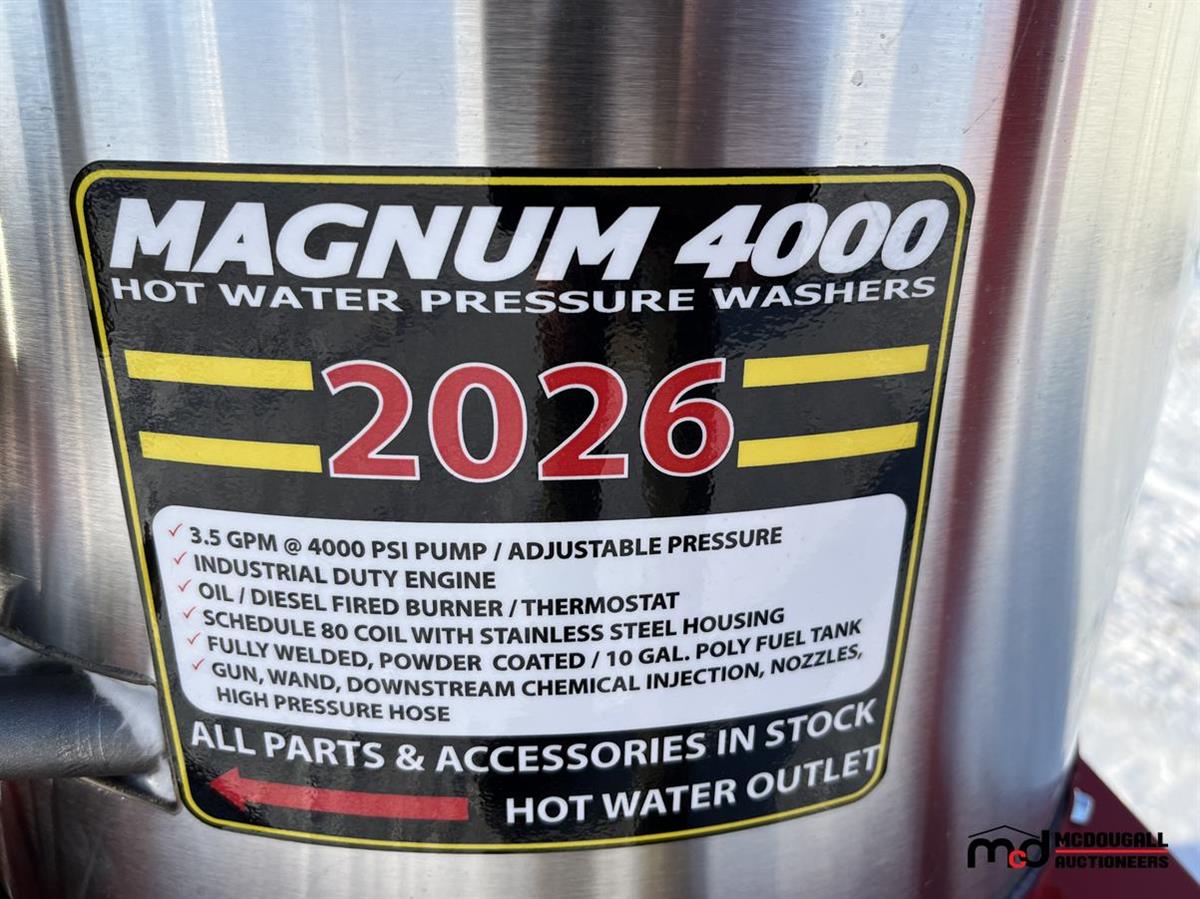 MAGNUM 4000
HOT WATER PRESSURE WASHERS
2026
✓ 3.5 GPM @ 4000 PSI PUMP / ADJUSTABLE PRESSURE
✓ INDUSTRIAL DUTY ENGINE
✓ OIL / DIESEL FIRED BURNER / THERMOSTAT
✓ SCHEDULE 80 COIL WITH STAINLESS STEEL HOUSING
✓ FULLY WELDED, POWDER COATED / 10 GAL. POLY FUEL TANK
✓ GUN, WAND, DOWNSTREAM CHEMICAL INJECTION, NOZZLES,
HIGH PRESSURE HOSE
ALL PARTS & ACCESSORIES IN STOCK
HOT WATER OUTLET
mcd MCDOUGALL
AUCTIONEERS